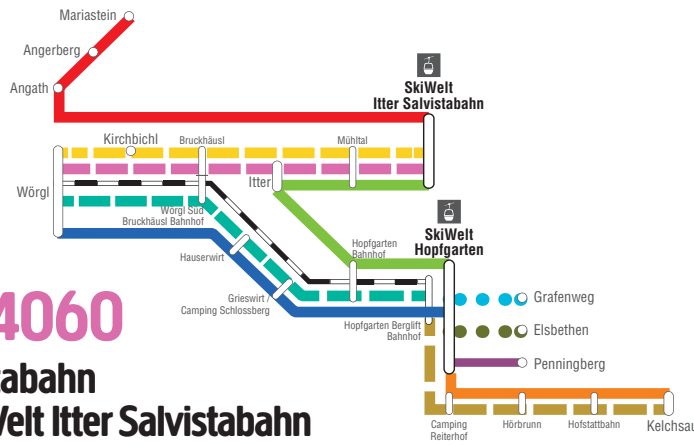 Mariastein
Angerberg
Angath
SkiWelt
Itter Salvistabahn
Kirchbichl
Bruckhäusl
Mühltal
Itter
Wörgl
Wörgl Süd
Bruckhäusl Bahnhof
SkiWelt
Hopfgarten
Hopfgarten
Bahnhof
Hauserwirt
Grieswirt /
Camping Schlossberg
Grafenweg
Hopfgarten Berglift
Bahnhof
Elsbethen
Penningberg
4060
tabahn
Welt Itter Salvistabahn
Camping
Reiterhof
Hörbrunn
Hofstattbahn
Kelchsau